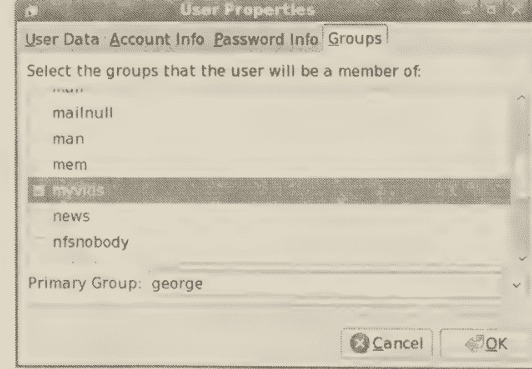 User Properties
User Data Account Info Password Info Groups
Select the groups that the user will be a member of:
mailnull
man
mem
myvids
news
nfsnobody
Primary Group: george
Cancel OK